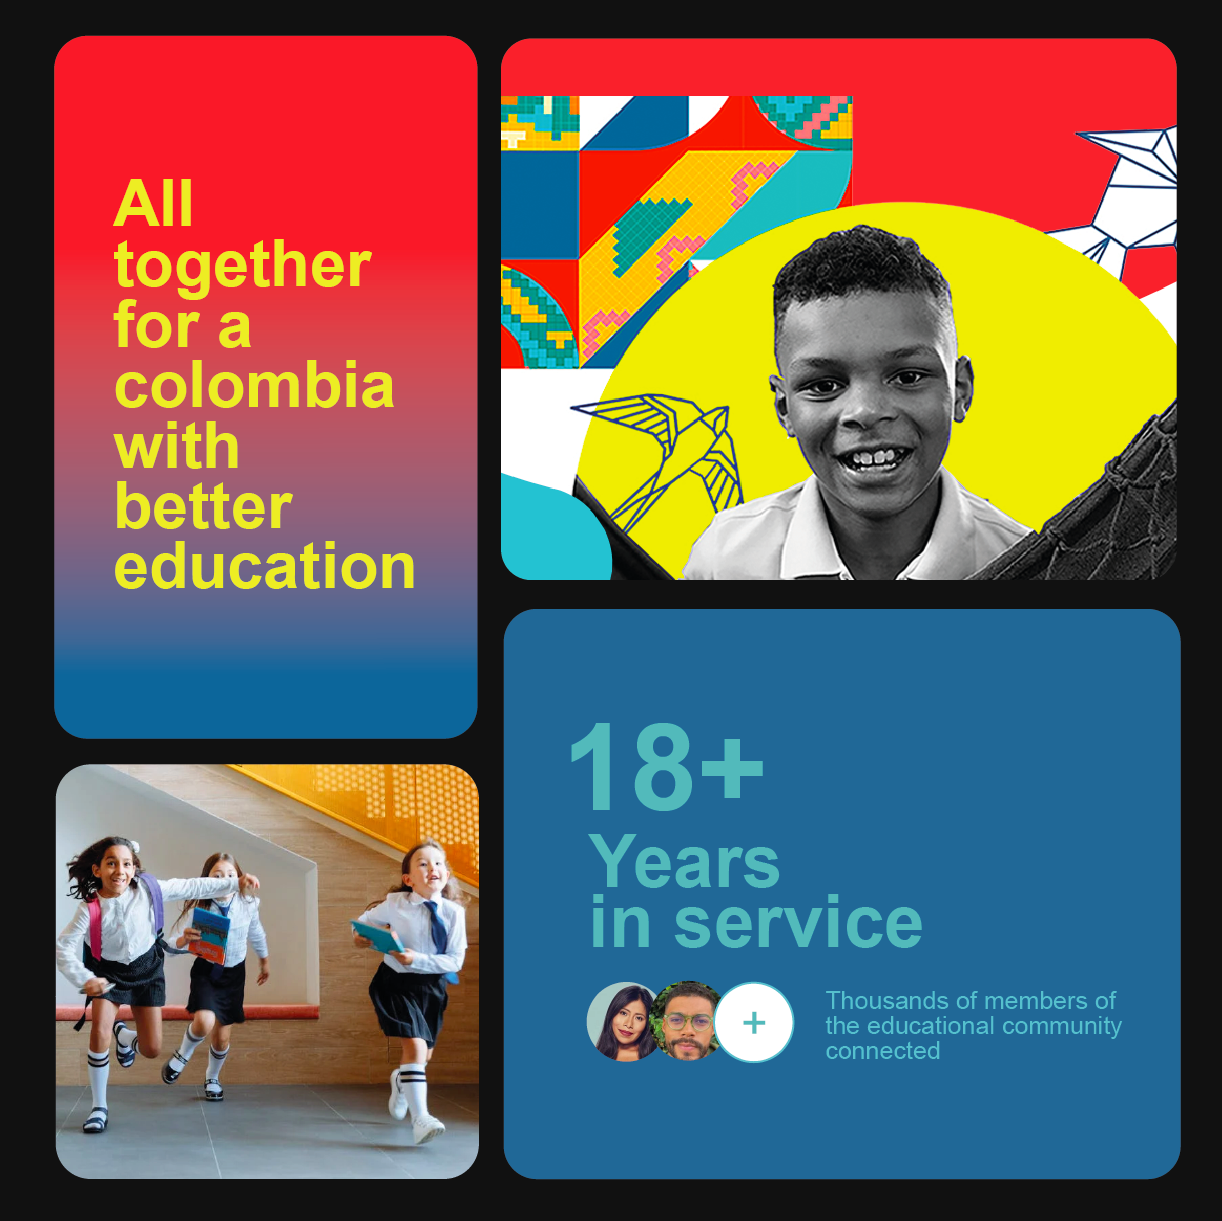 All
together
for a
colombia
with
better
education
18+
Years
in service
+
Thousands of members of
the educational community
connected